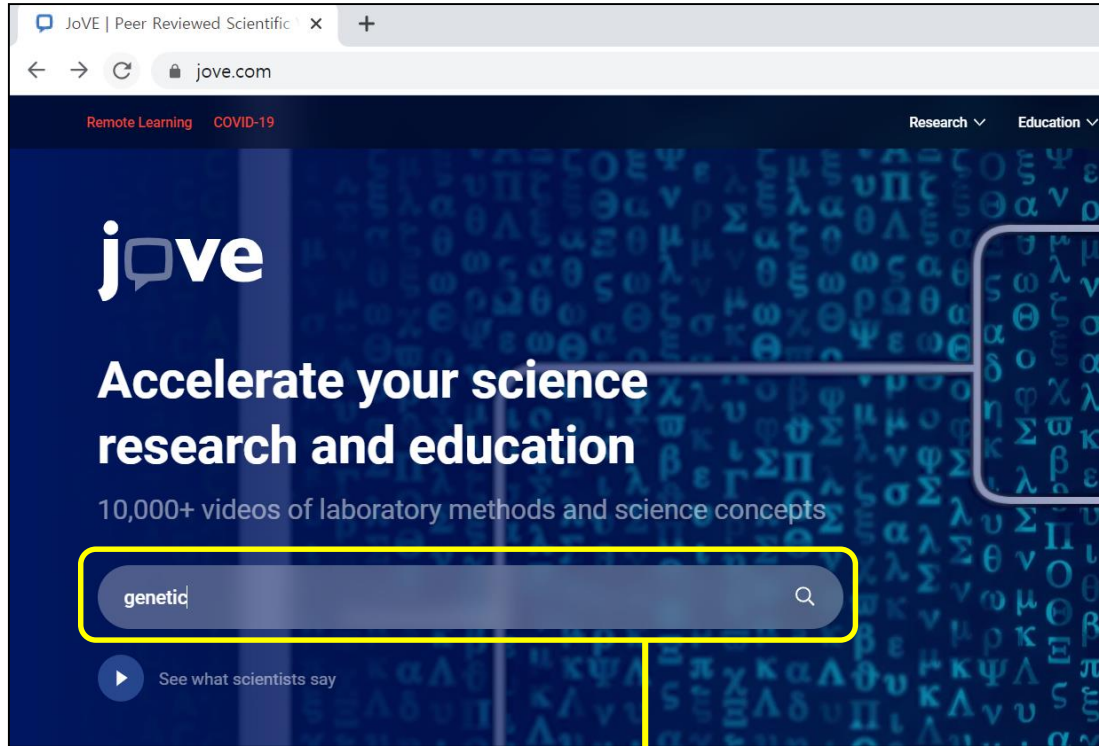 JoVE | Peer Reviewed Scientific
jove.com
Remote Learning COVID-19 Research Education
jove
Accelerate your science
research and education
10,000+ videos of laboratory methods and science concepts
genetic
See what scientists say